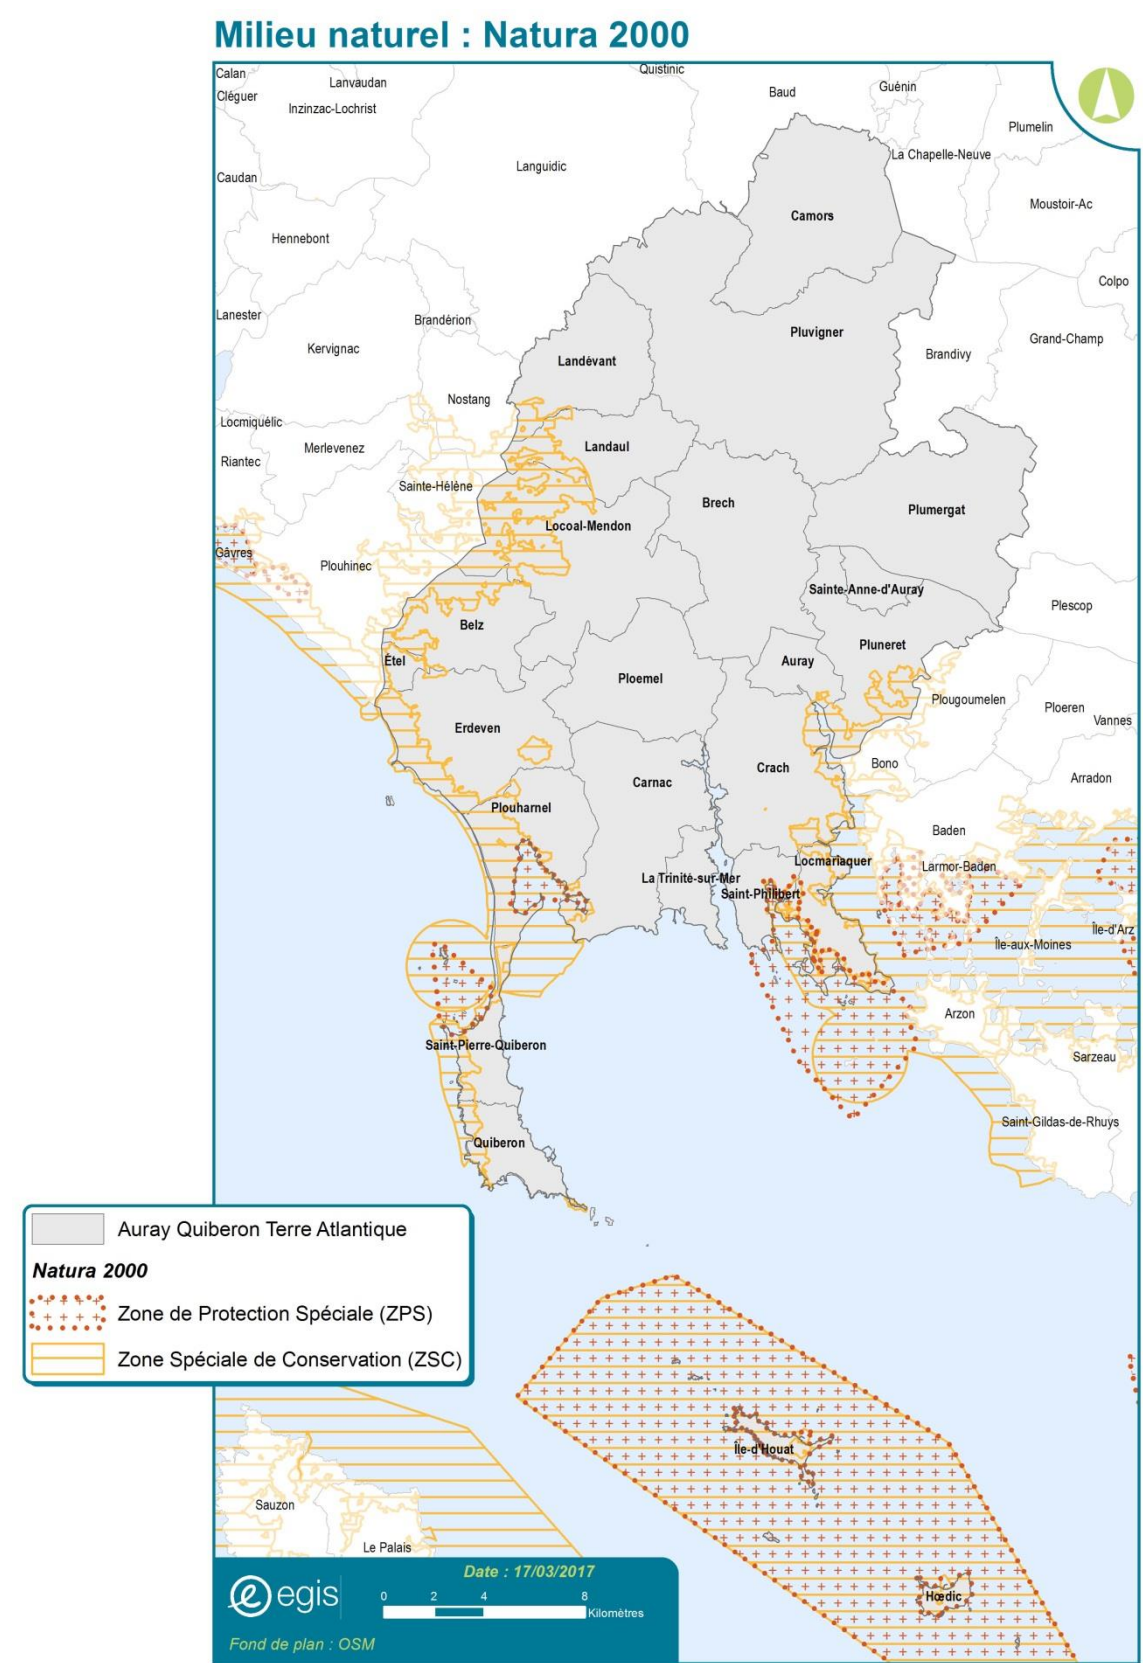 Milieu naturel : Natura 2000
Calan
Lanvaudan
Quistinic
Cléguer
Inzinzac-Lochrist
Baud
Guénin
Plumelin
La Chapelle-Neuve
Languidic
Caudan
Moustoir-Ac
Camors
Hennebont
Colpo
Lanester
Brandérion
Pluvigner
Grand-Champ
Kervignac
Brandivy
Landévant
Nostang
Locmiquélic
Merlevenez
Landaul
Riantec
Sainte-Hélène
Brech
Plumergat
Locoal-Mendon
Gâvres
Plouhinec
Sainte-Anne-d'Auray
Plescop
Belz
Pluneret
Étel
Auray
Ploemel
Plougoumelen
Ploeren
Vannes
Erdeven
Bono
Crach
Arradon
Carnac
Plouharnel
Baden
Locmariaquer
Larmor-Baden
La Trinité-sur-Mer
Saint-Philibert
Île-d'Arz
Île-aux-Moines
Arzon
Saint-Pierre-Quiberon
Sarzeau
Saint-Gildas-de-Rhuys
Quiberon
Auray Quiberon Terre Atlantique
Natura 2000
Zone de Protection Spéciale (ZPS)
Zone Spéciale de Conservation (ZSC)
Île-d'Houat
Sauzon
Le Palais
Hœdic
Date : 17/03/2017
egis
0 2 4 8
Kilomètres
Fond de plan : OSM